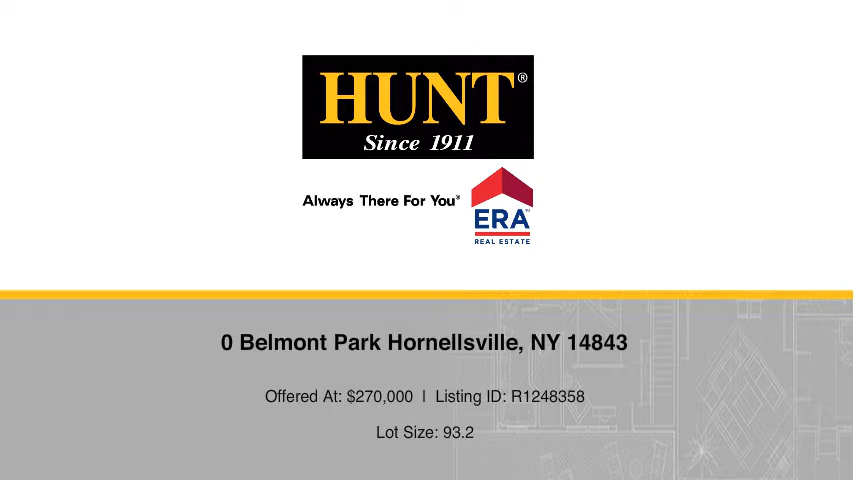 HUNT®
Since 1911
Always There For You®
ERA™
REAL ESTATE
0 Belmont Park Hornellsville, NY 14843
Offered At: $270,000 | Listing ID: R1248358
Lot Size: 93.2